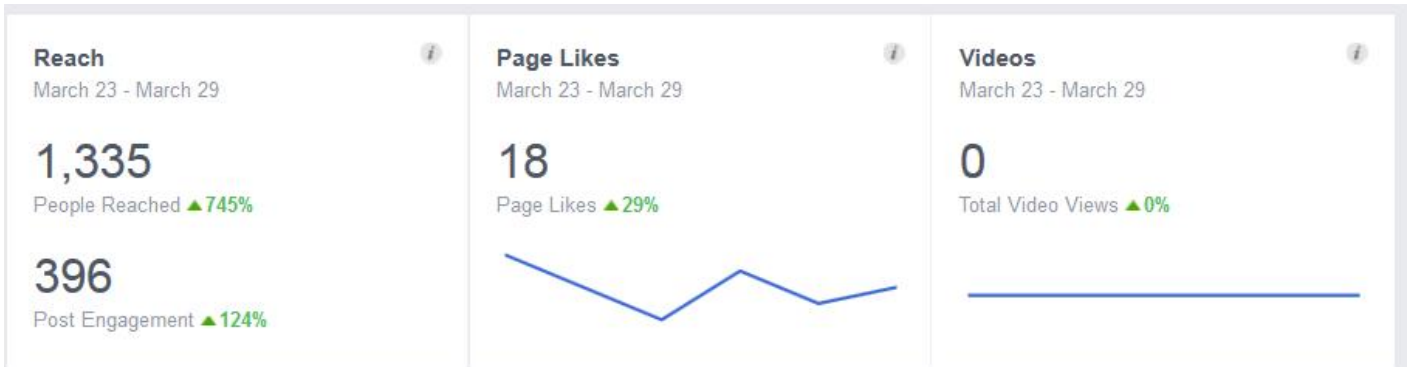 Reach
March 23 - March 29
1,335
People Reached ▲745%
396
Post Engagement ▲124%
Page Likes
March 23 - March 29
18
Page Likes ▲29%
Videos
March 23 - March 29
0
Total Video Views ▲0%